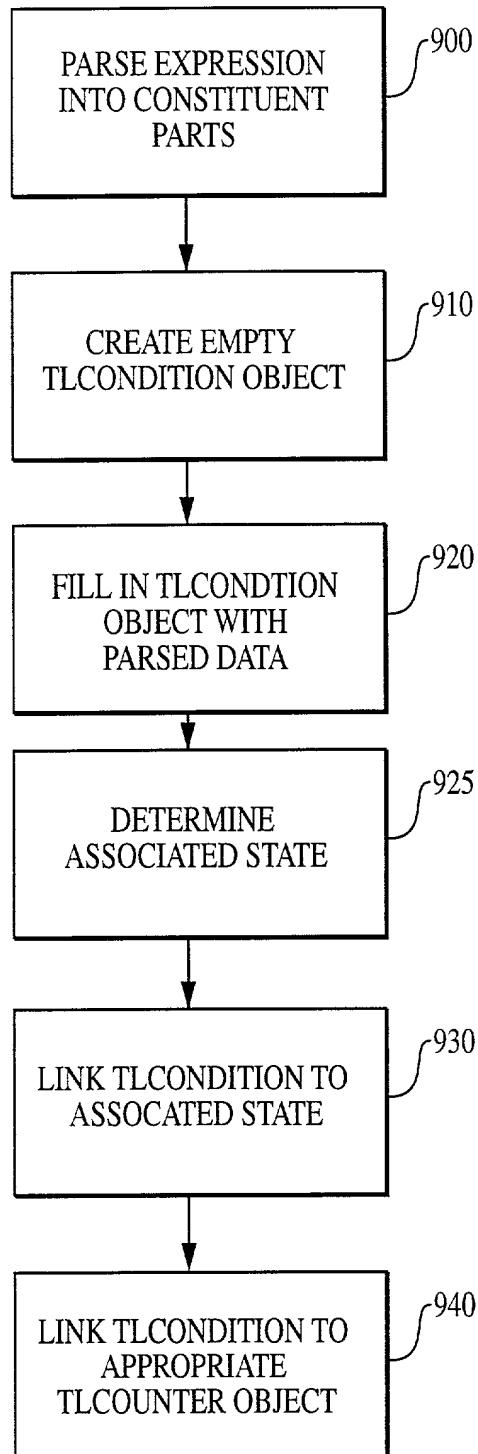 PARSE EXPRESSION
INTO CONSTITUENT
PARTS
900
CREATE EMPTY
TLCONDITION OBJECT
910
FILL IN TLCONDTION
OBJECT WITH
PARSED DATA
920
DETERMINE
ASSOCIATED STATE
925
LINK TLCONDITION TO
ASSOCATED STATE
930
LINK TLCONDITION TO
APPROPRIATE
TLCOUNTER OBJECT
940